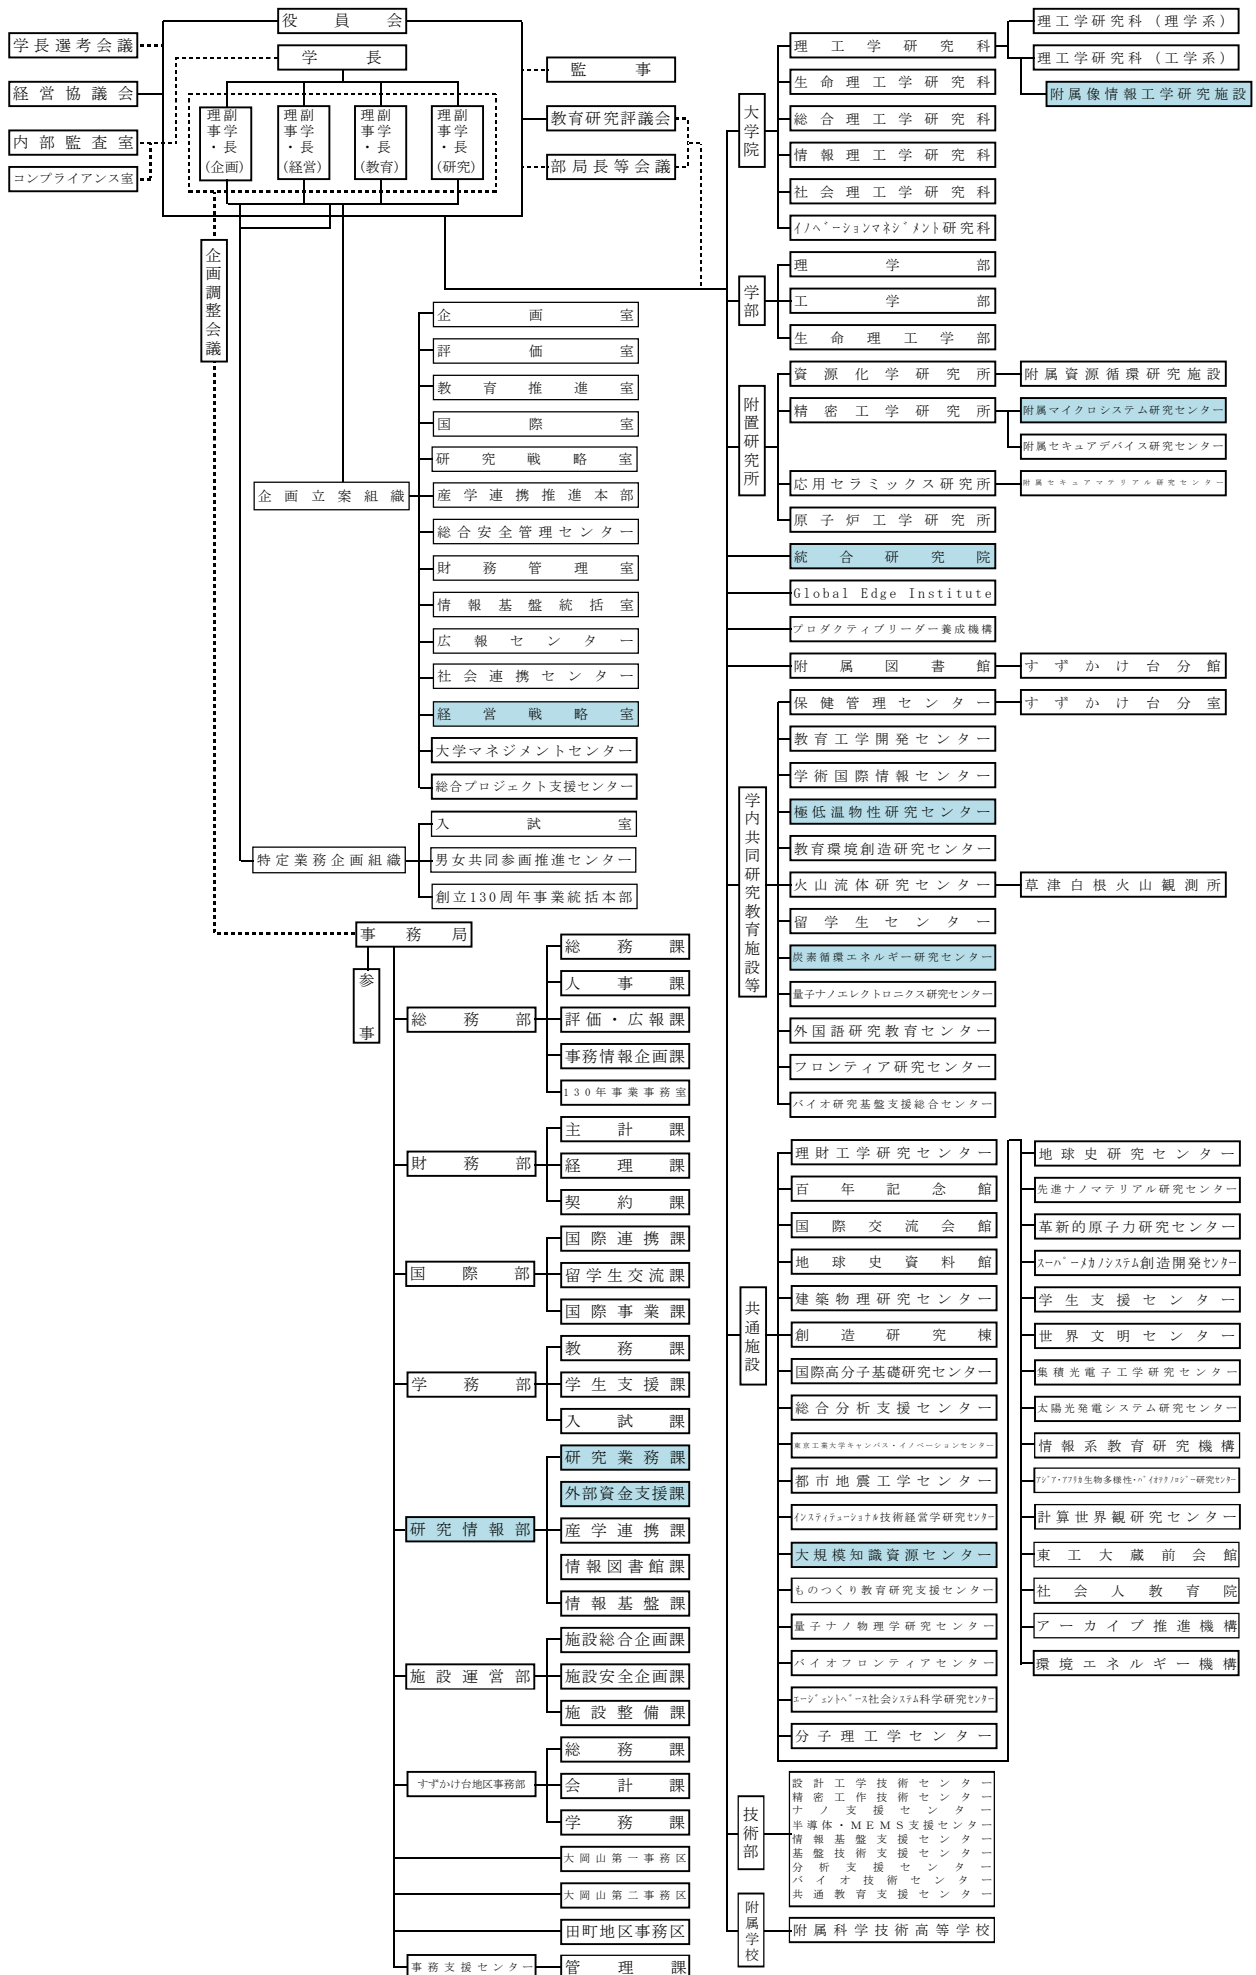 役員会
学長選考会議
学長
経営協議会
監事
理事・副学長(企画)
理事・副学長(経営)
理事・副学長(教育)
理事・副学長(研究)
教育研究評議会
内部監査室
部局長等会議
コンプライアンス室
企画調整会議
企画立案組織
企画室
評価室
教育推進室
国際室
研究戦略室
産学連携推進本部
総合安全管理センター
財務管理室
情報基盤統括室
広報センター
社会連携センター
経営戦略室
大学マネジメントセンター
総合プロジェクト支援センター
特定業務企画組織
入試室
男女共同参画推進センター
創立130周年事業統括本部
事務局
参事
総務部
総務課
人事課
評価・広報課
事務情報企画課
130年事業事務室
財務部
主計課
経理課
契約課
国際部
国際連携課
留学生交流課
国際事業課
学務部
教務課
学生支援課
入試課
研究情報部
研究業務課
外部資金支援課
産学連携課
情報図書館課
情報基盤課
施設運営部
施設総合企画課
施設安全企画課
施設整備課
すずかけ台地区事務部
総務課
会計課
学務課
大岡山第一事務区
大岡山第二事務区
田町地区事務区
事務支援センター
管理課
大学院
理工学研究科
理工学研究科(理学系)
理工学研究科(工学系)
附属像情報工学研究施設
生命理工学研究科
総合理工学研究科
情報理工学研究科
社会理工学研究科
イノベーションマネジメント研究科
学部
理学部
工学部
生命理工学部
附置研究所
資源化学研究所
附属資源循環研究施設
精密工学研究所
附属マイクロシステム研究センター
附属セキュアデバイス研究センター
応用セラミックス研究所
附属セキュアマテリアル研究センター
原子炉工学研究所
統合研究院
Global Edge Institute
プロダクティブリーダー養成機構
附属図書館
すずかけ台分館
学内共同研究教育施設等
保健管理センター
すずかけ台分室
教育工学開発センター
学術国際情報センター
極低温物性研究センター
教育環境創造研究センター
火山流体研究センター
草津白根火山観測所
留学生センター
炭素循環エネルギー研究センター
量子ナノエレクトロニクス研究センター
外国語研究教育センター
フロンティア研究センター
バイオ研究基盤支援総合センター
共通施設
理財工学研究センター
百年記念館
国際交流会館
地球史資料館
建築物理研究センター
創造研究棟
国際高分子基礎研究センター
総合分析支援センター
東京工業大学キャンパス・イノベーションセンター
都市地震工学センター
インスティテューショナル技術経営学研究センター
大規模知識資源センター
ものつくり教育研究支援センター
量子ナノ物理学研究センター
バイオフロンティアセンター
エージェントベース社会システム科学研究センター
分子理工学センター
地球史研究センター
先進ナノマテリアル研究センター
革新的原子力研究センター
スーパーメカノシステム創造開発センター
学生支援センター
世界文明センター
集積光電子工学研究センター
太陽光発電システム研究センター
情報系教育研究機構
アジア・アフリカ生物多様性・バイオテクノロジー研究センター
計算世界観研究センター
東工大蔵前会館
社会人教育院
アーカイブ推進機構
環境エネルギー機構
技術部
設計工学技術センター
精密工作技術センター
ナノ支援センター
半導体・MEMS支援センター
情報基盤支援センター
基盤技術支援センター
分析支援センター
バイオ技術センター
共通教育支援センター
附属学校
附属科学技術高等学校